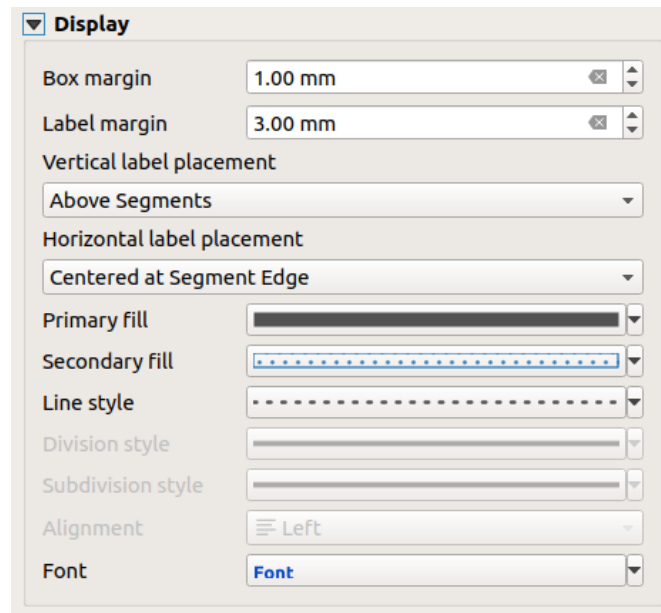 Display
Box margin 1.00 mm
Label margin 3.00 mm
Vertical label placement
Above Segments
Horizontal label placement
Centered at Segment Edge
Primary fill
Secondary fill
Line style
Division style
Subdivision style
Alignment Left
Font Font